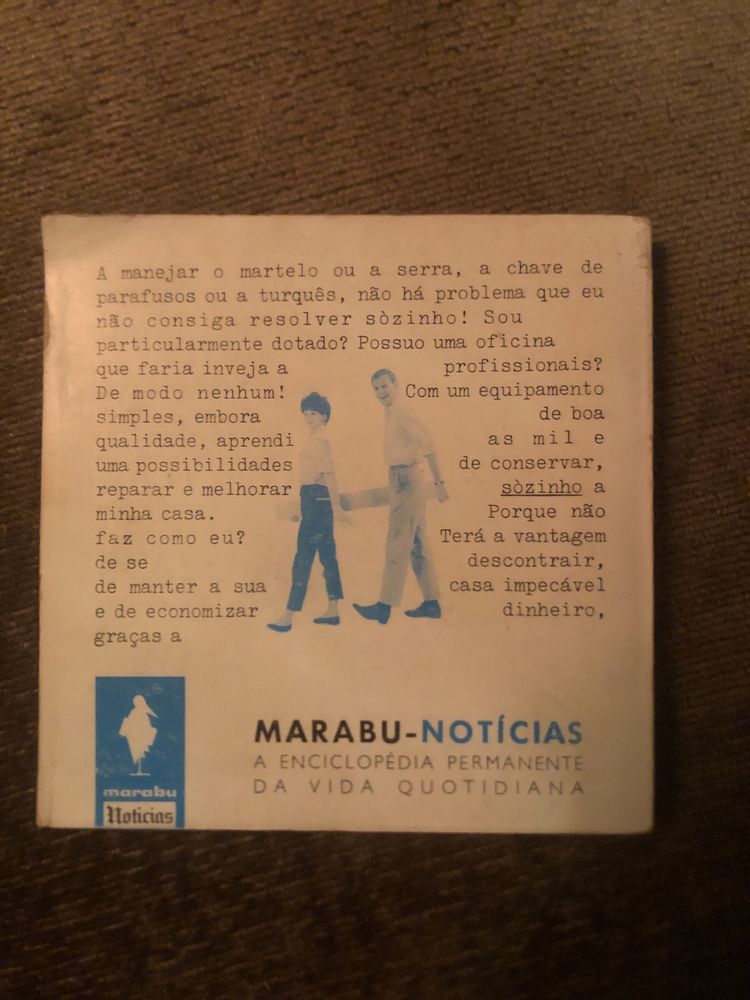 A manejar o martelo ou a serra, a chave de
parafusos ou a turquês, não há problema que eu
não consiga resolver sòzinho! Sou
particularmente dotado? Possuo uma oficina
que faria inveja a profissionais?
De modo nenhum! Com um equipamento
simples, embora de boa
qualidade, aprendi as mil e
uma possibilidades de conservar,
reparar e melhorar sòzinho a
minha casa. Porque não
faz como eu? Terá a vantagem
de se descontrair,
de manter a sua casa impecável
e de economizar dinheiro,
graças a
MARABU-NOTÍCIAS
A ENCICLOPÉDIA PERMANENTE
DA VIDA QUOTIDIANA
marabu
Notícias